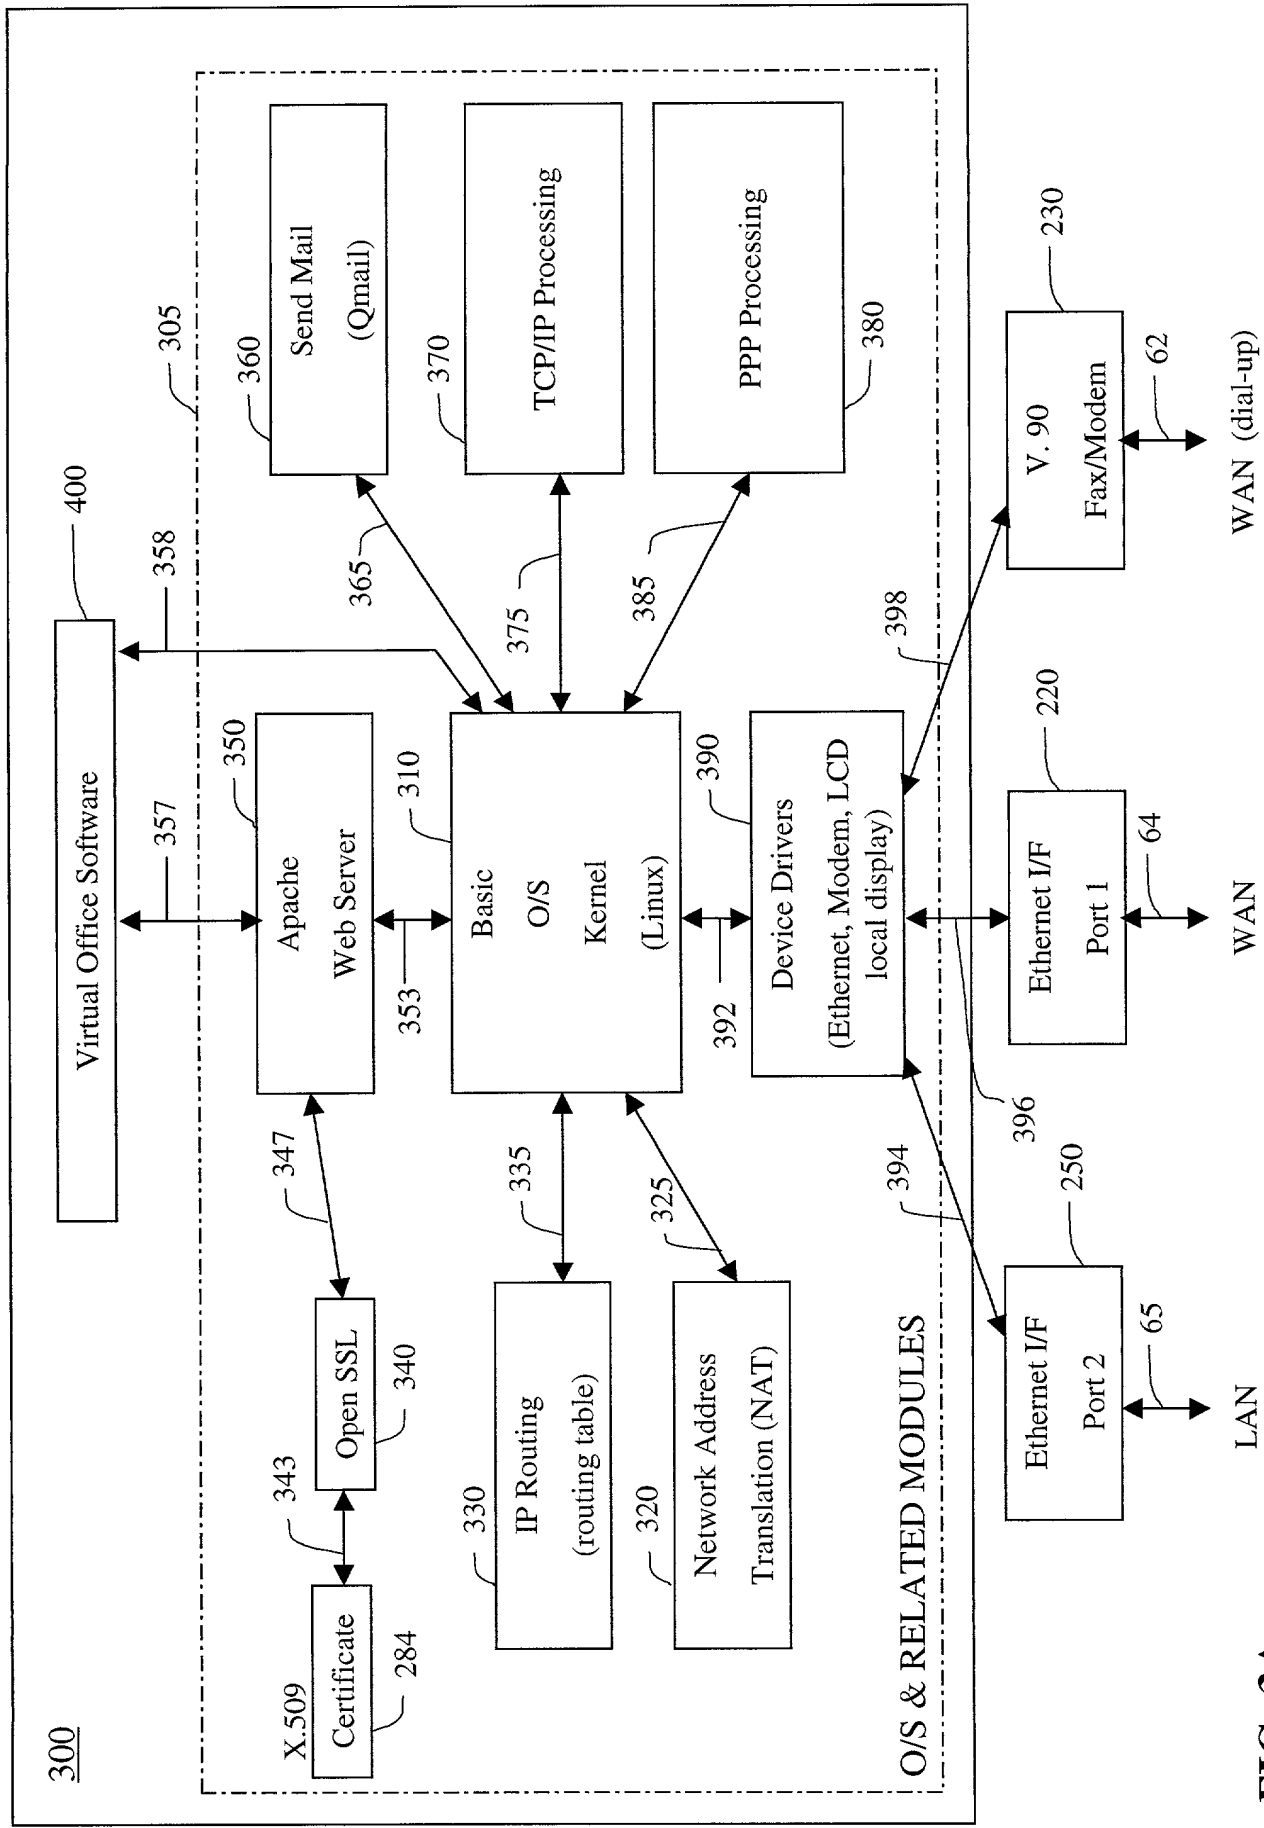 300
Virtual Office Software
400
357
358
305
X.509
Certificate
284
343
Open SSL
340
347
Apache
Web Server
350
360
Send Mail
(Qmail)
365
353
330
IP Routing
(routing table)
335
Basic
O/S
Kernel
(Linux)
310
375
370
TCP/IP Processing
320
Network Address
Translation (NAT)
325
385
PPP Processing
380
392
Device Drivers
(Ethernet, Modem, LCD
local display)
390
O/S & RELATED MODULES
394
396
398
Ethernet I/F
Port 2
250
Ethernet I/F
Port 1
220
V. 90
Fax/Modem
230
65
64
62
LAN
WAN
WAN (dial-up)